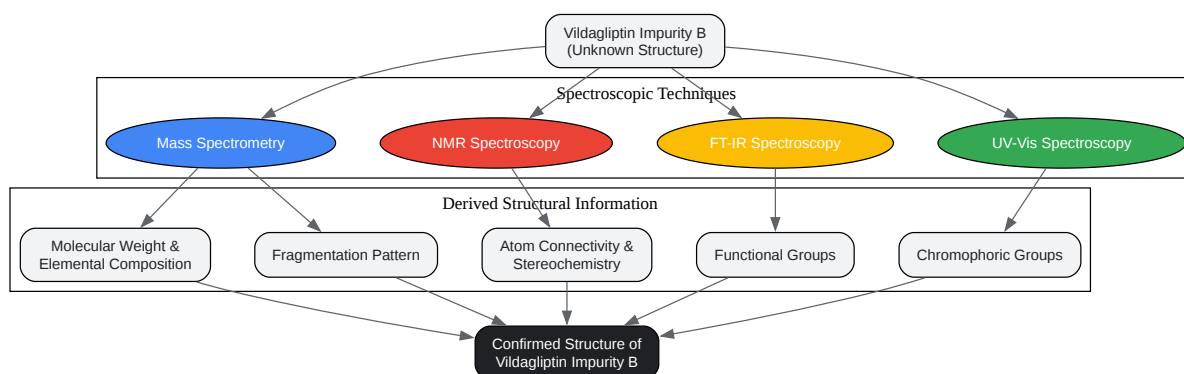 Vildagliptin Impurity B
(Unknown Structure)
Spectroscopic Techniques
Mass Spectrometry
NMR Spectroscopy
FT-IR Spectroscopy
UV-Vis Spectroscopy
Derived Structural Information
Molecular Weight &
Elemental Composition
Fragmentation Pattern
Atom Connectivity &
Stereochemistry
Functional Groups
Chromophoric Groups
Confirmed Structure of
Vildagliptin Impurity B